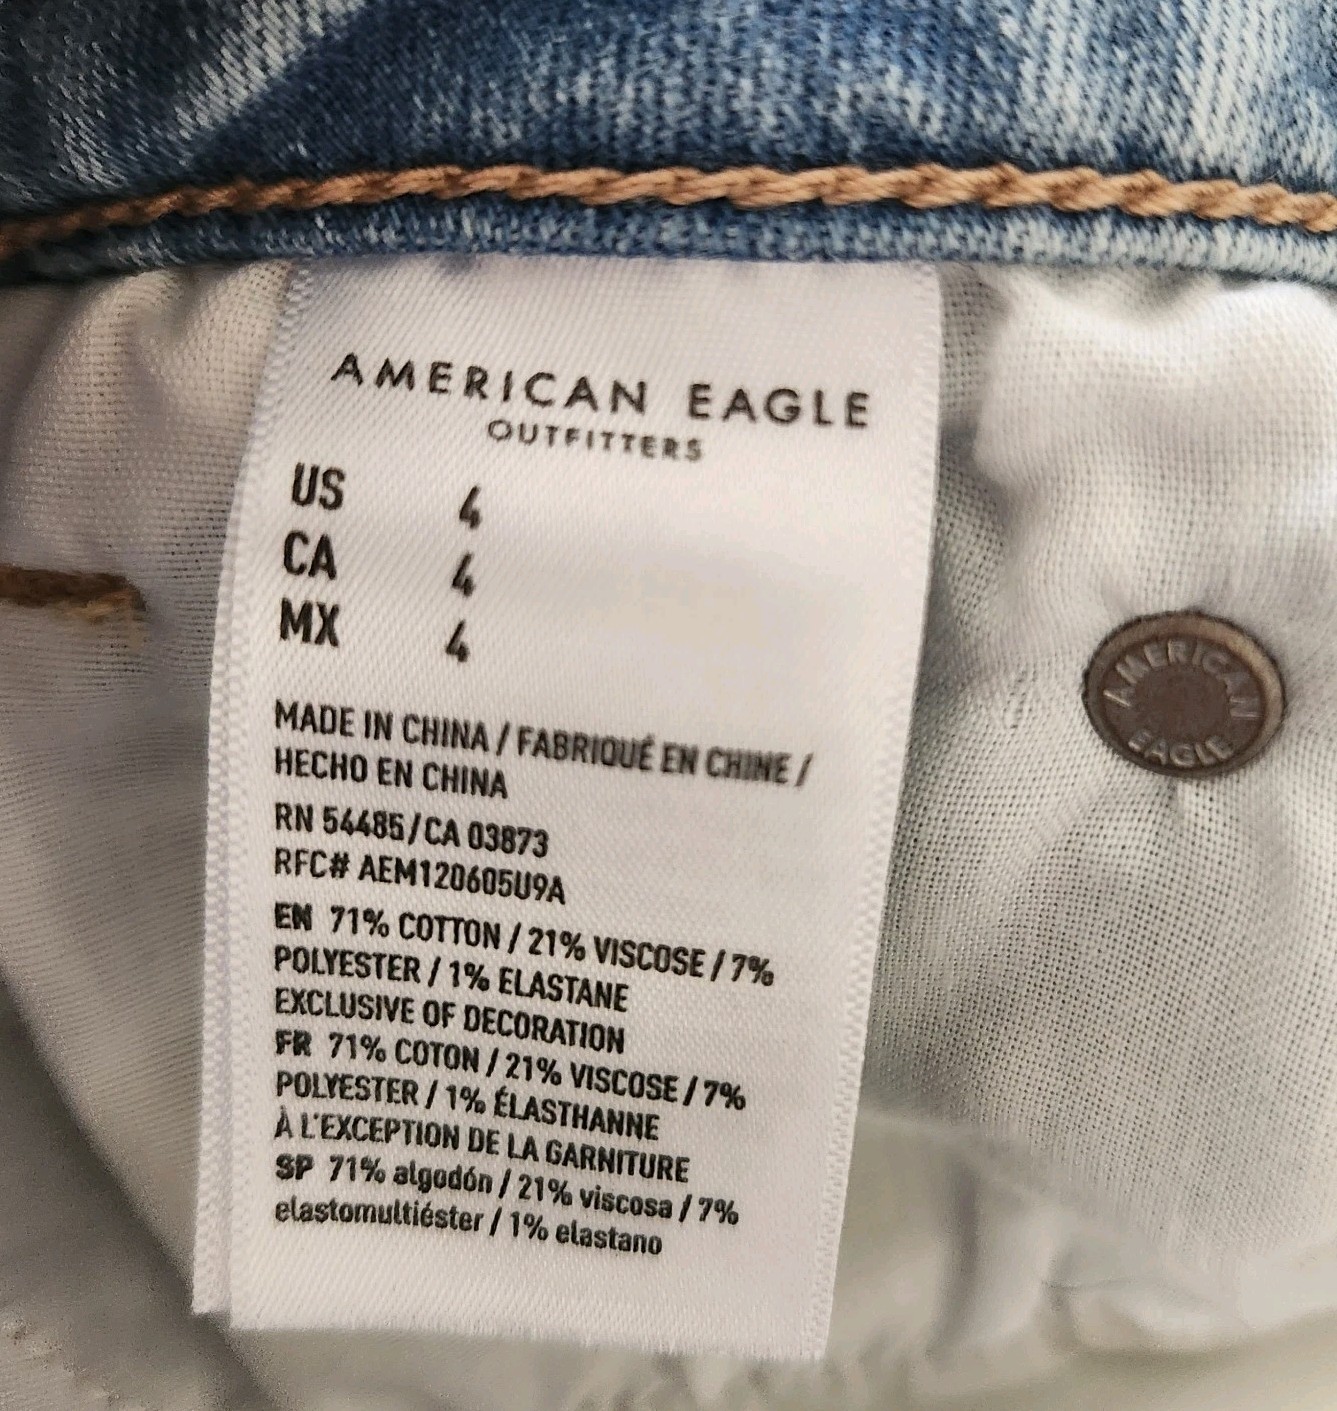 AMERICAN EAGLE
OUTFITTERS
US 4
CA 4
MX 4
MADE IN CHINA / FABRIQUÉ EN CHINE /
HECHO EN CHINA
RN 54485/CA 03873
RFC# AEM120605U9A
EN 71% COTTON / 21% VISCOSE / 7%
POLYESTER / 1% ELASTANE
EXCLUSIVE OF DECORATION
FR 71% COTON / 21% VISCOSE / 7%
POLYESTER / 1% ÉLASTHANNE
À L'EXCEPTION DE LA GARNITURE
SP 71% algodón / 21% viscosa / 7%
elastomultiéster / 1% elastano
AMERICAN
EAGLE